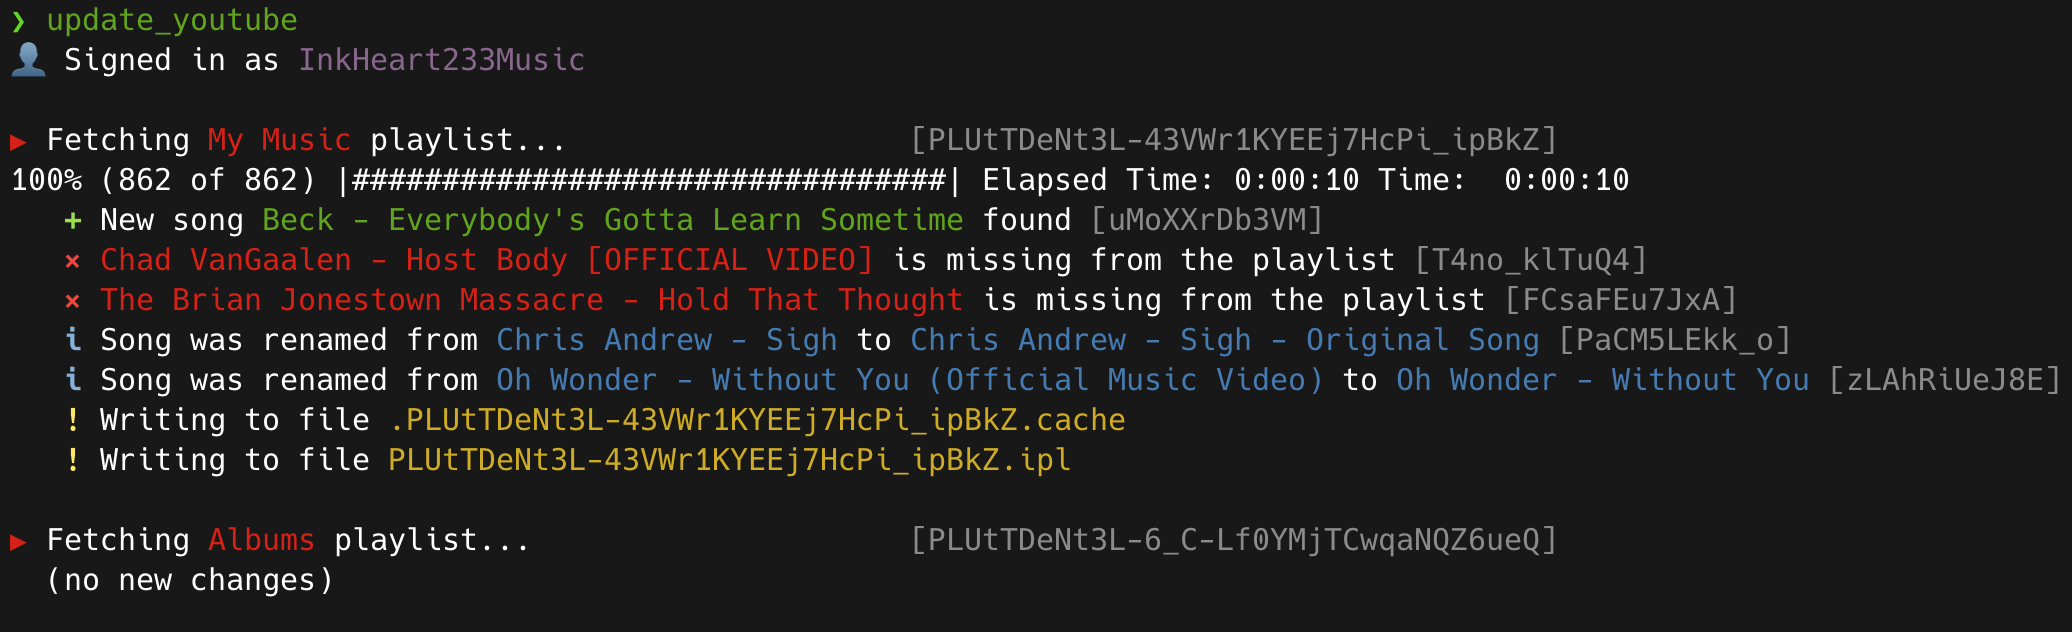 ❯ update_youtube
👤 Signed in as InkHeart233Music
▶ Fetching My Music playlist... [PLUtTDeNt3L-43VWr1KYEEj7HcPi_ipBkZ]
100% (862 of 862) |#################################| Elapsed Time: 0:00:10 Time:  0:00:10
+ New song Beck - Everybody's Gotta Learn Sometime found [uMoXXrDb3VM]
× Chad VanGaalen - Host Body [OFFICIAL VIDEO] is missing from the playlist [T4no_klTuQ4]
× The Brian Jonestown Massacre - Hold That Thought is missing from the playlist [FCsaFEu7JxA]
i Song was renamed from Chris Andrew - Sigh to Chris Andrew - Sigh - Original Song [PaCM5LEkk_o]
i Song was renamed from Oh Wonder - Without You (Official Music Video) to Oh Wonder - Without You [zLAhRiUeJ8E]
! Writing to file .PLUtTDeNt3L-43VWr1KYEEj7HcPi_ipBkZ.cache
! Writing to file PLUtTDeNt3L-43VWr1KYEEj7HcPi_ipBkZ.ipl
▶ Fetching Albums playlist... [PLUtTDeNt3L-6_C-Lf0YMjTCwqaNQZ6ueQ]
(no new changes)